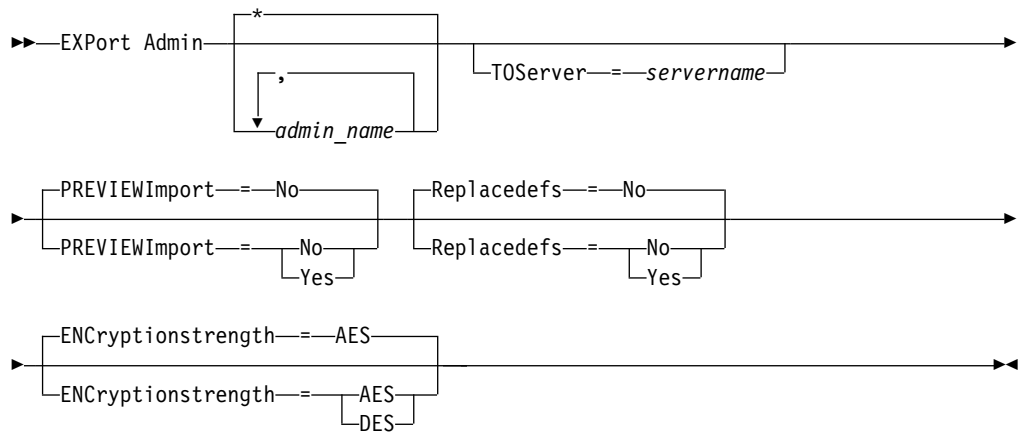 *
EXPort Admin
,
admin_name
TOServer = servername
PREVIEWImport = No
PREVIEWImport = No
Yes
Replacedefs = No
Replacedefs = No
Yes
ENCryptionstrength = AES
ENCryptionstrength = AES
DES